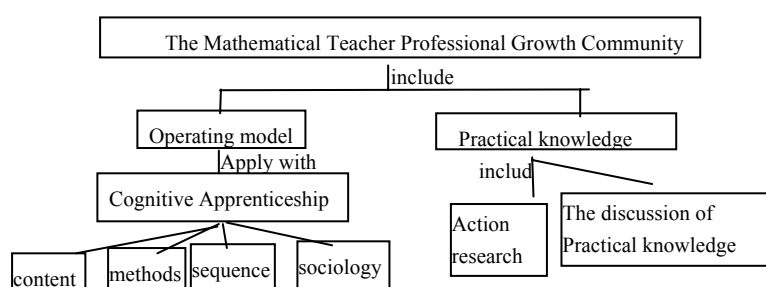 The Mathematical Teacher Professional Growth Community
include
Operating model
Practical knowledge
Apply with
includ
Cognitive Apprenticeship
Action
research
The discussion of
Practical knowledge
content
methods
sequence
sociology